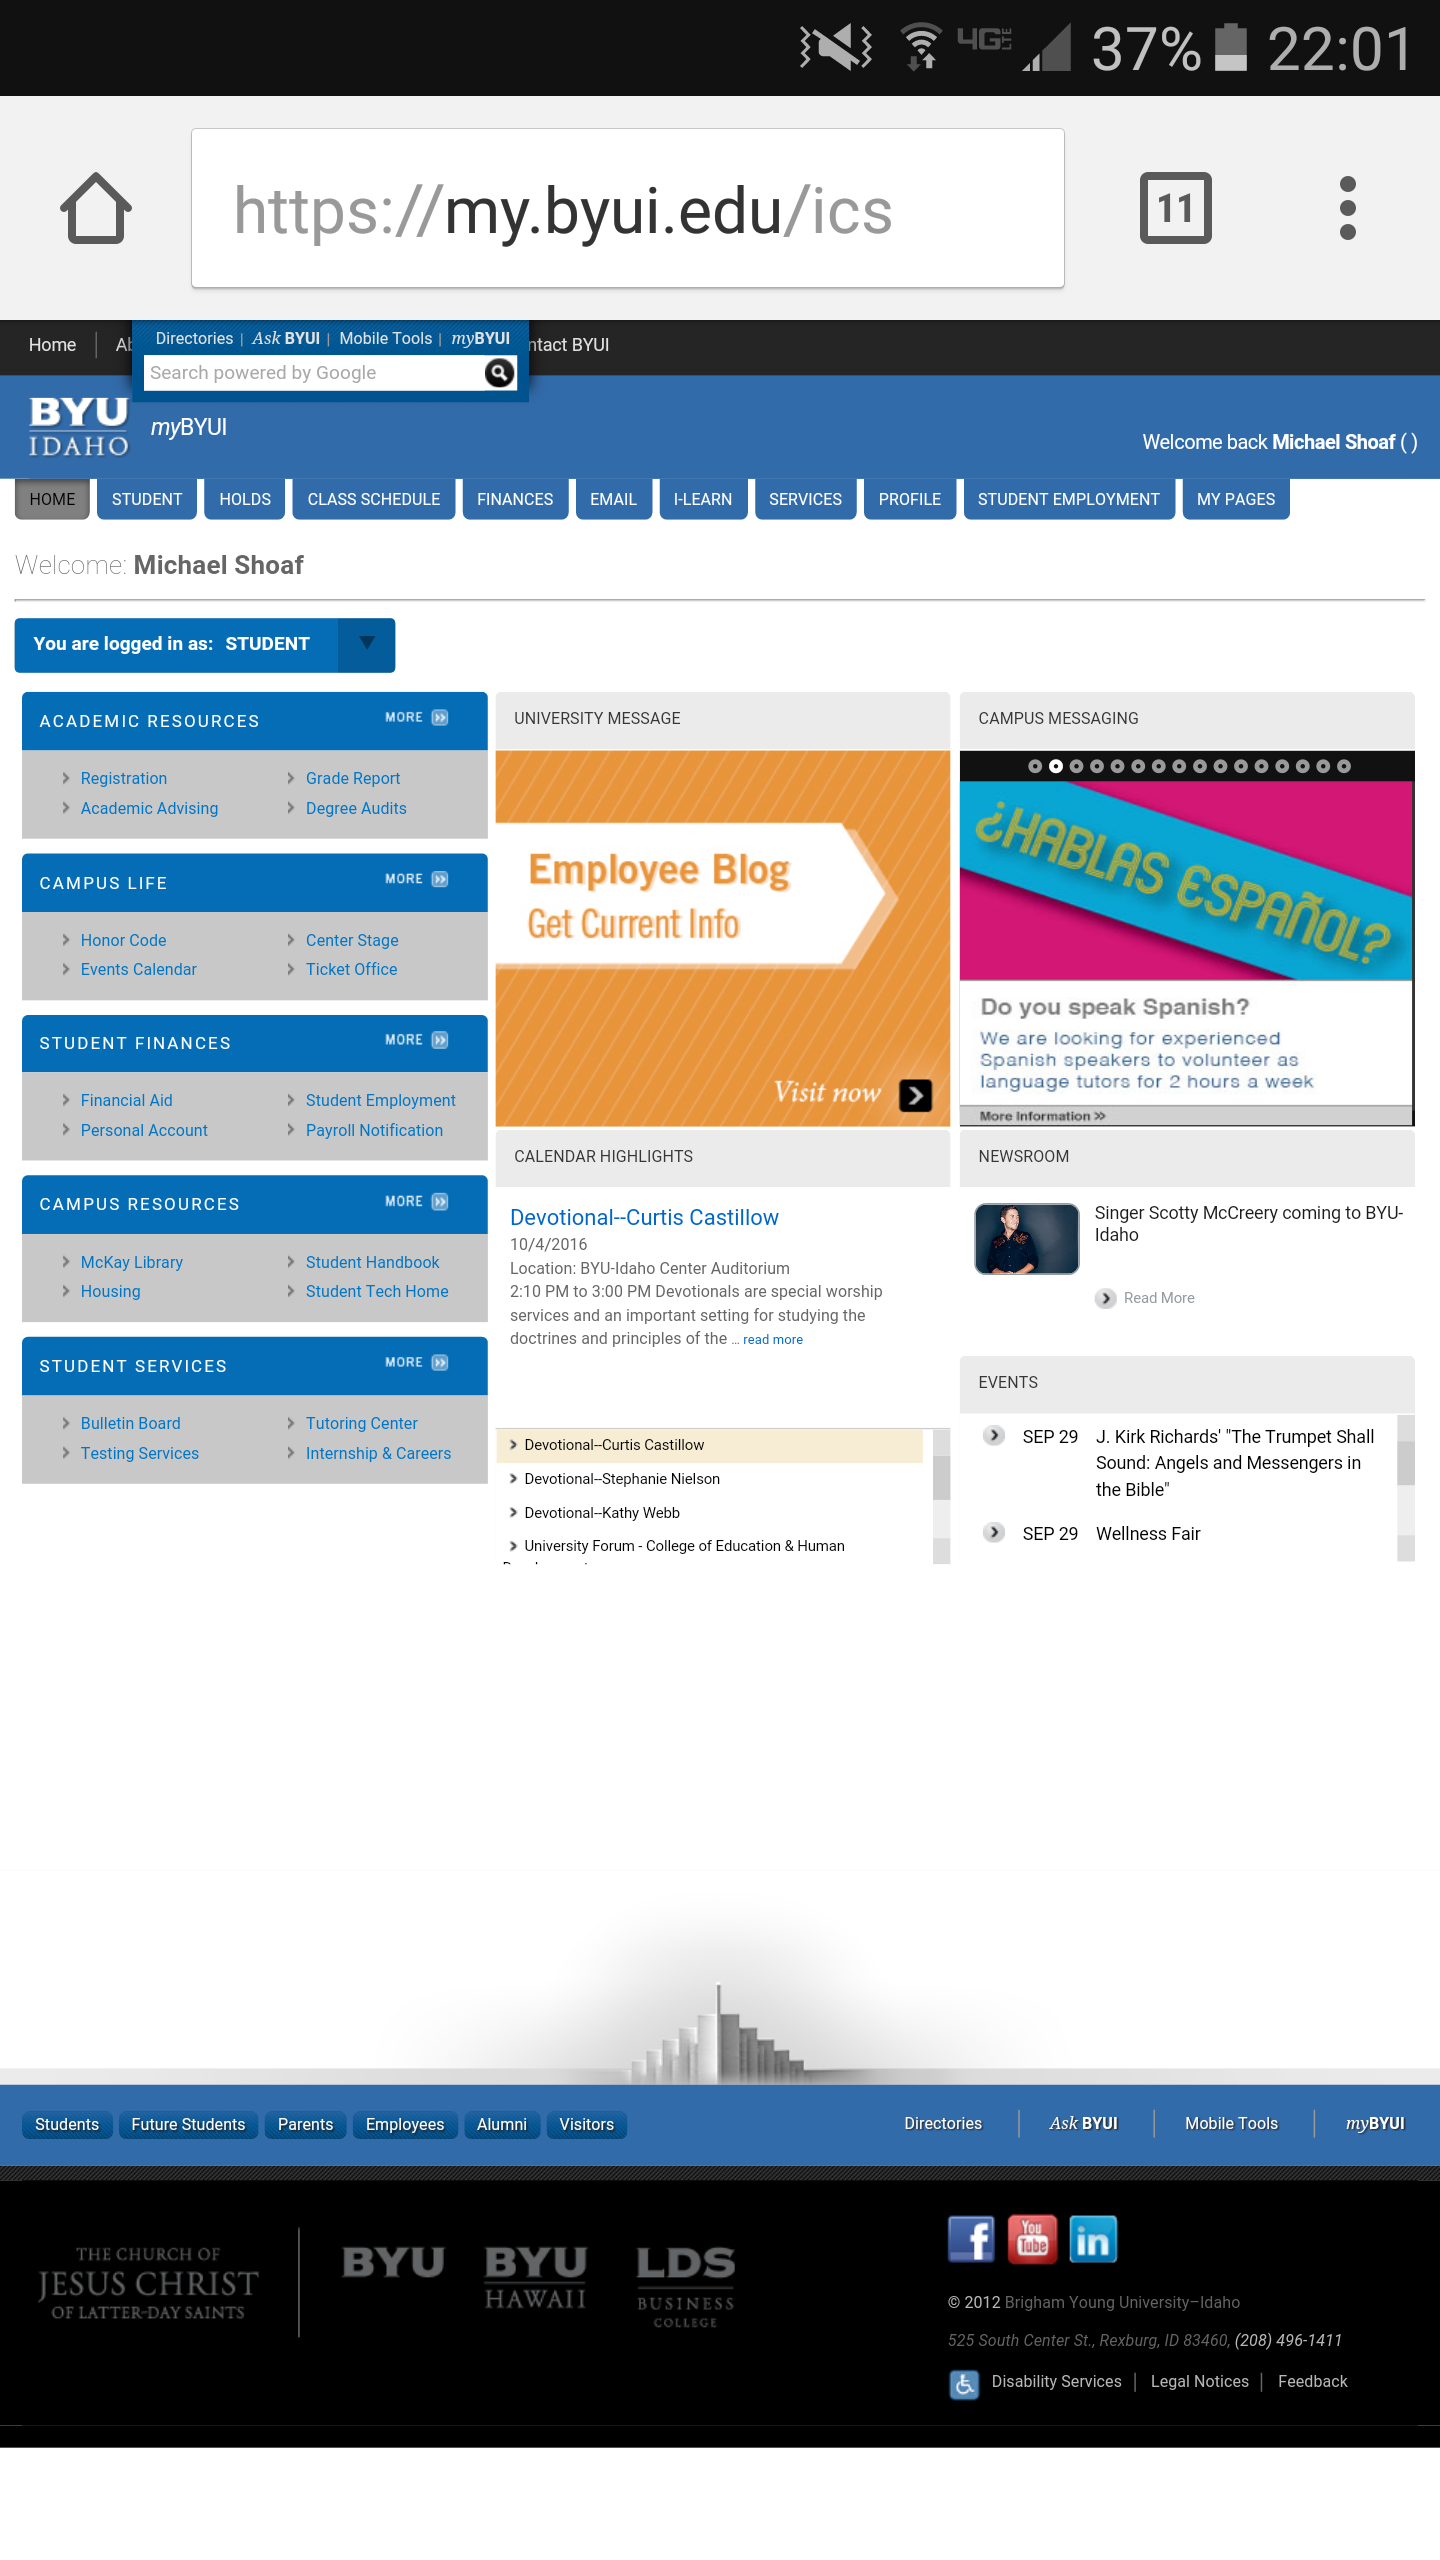 4G LTE 37% 22:01
https://my.byui.edu/ics
11
Directories | Ask BYUI | Mobile Tools | myBYUI
Home
ntact BYUI
Search powered by Google
BYU
IDAHO
myBYUI
Welcome back Michael Shoaf ( )
HOME STUDENT HOLDS CLASS SCHEDULE FINANCES EMAIL I-LEARN SERVICES PROFILE STUDENT EMPLOYMENT MY PAGES
Welcome: Michael Shoaf
You are logged in as: STUDENT
ACADEMIC RESOURCES MORE
Registration Grade Report
Academic Advising Degree Audits
CAMPUS LIFE MORE
Honor Code Center Stage
Events Calendar Ticket Office
STUDENT FINANCES MORE
Financial Aid Student Employment
Personal Account Payroll Notification
CAMPUS RESOURCES MORE
McKay Library Student Handbook
Housing Student Tech Home
STUDENT SERVICES MORE
Bulletin Board Tutoring Center
Testing Services Internship & Careers
UNIVERSITY MESSAGE
Employee Blog
Get Current Info
Visit now
CALENDAR HIGHLIGHTS
Devotional--Curtis Castillow
10/4/2016
Location: BYU-Idaho Center Auditorium
2:10 PM to 3:00 PM Devotionals are special worship
services and an important setting for studying the
doctrines and principles of the ... read more
Devotional--Curtis Castillow
Devotional--Stephanie Nielson
Devotional--Kathy Webb
University Forum - College of Education & Human
CAMPUS MESSAGING
¿HABLAS ESPAÑOL?
Do you speak Spanish?
We are looking for experienced
Spanish speakers to volunteer as
language tutors for 2 hours a week
More Information >>
NEWSROOM
Singer Scotty McCreery coming to BYU-
Idaho
Read More
EVENTS
SEP 29 J. Kirk Richards' "The Trumpet Shall
Sound: Angels and Messengers in
the Bible"
SEP 29 Wellness Fair
Students Future Students Parents Employees Alumni Visitors
Directories Ask BYUI Mobile Tools myBYUI
THE CHURCH OF
JESUS CHRIST
OF LATTER-DAY SAINTS
BYU
BYU
HAWAII
LDS
BUSINESS
COLLEGE
f You Tube in
© 2012 Brigham Young University–Idaho
525 South Center St., Rexburg, ID 83460, (208) 496-1411
Disability Services | Legal Notices | Feedback